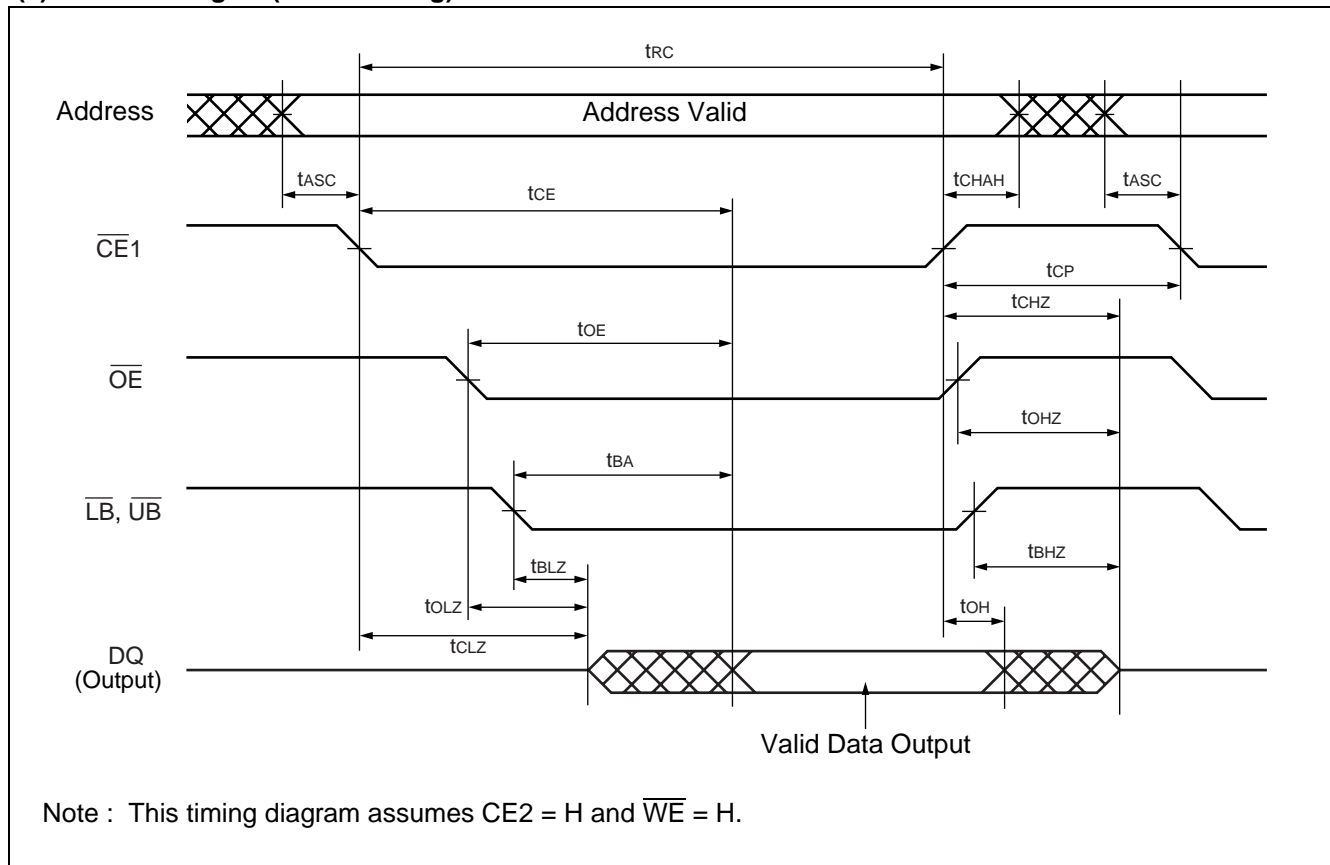 tRC
Address
Address Valid
tASC
tCE
tCHAH
tASC
CE1
tCP
tCHZ
tOE
OE
tOHZ
tBA
LB, UB
tBLZ
tBHZ
tOLZ
tOH
tCLZ
DQ
(Output)
Valid Data Output
Note : This timing diagram assumes CE2 = H and WE = H.